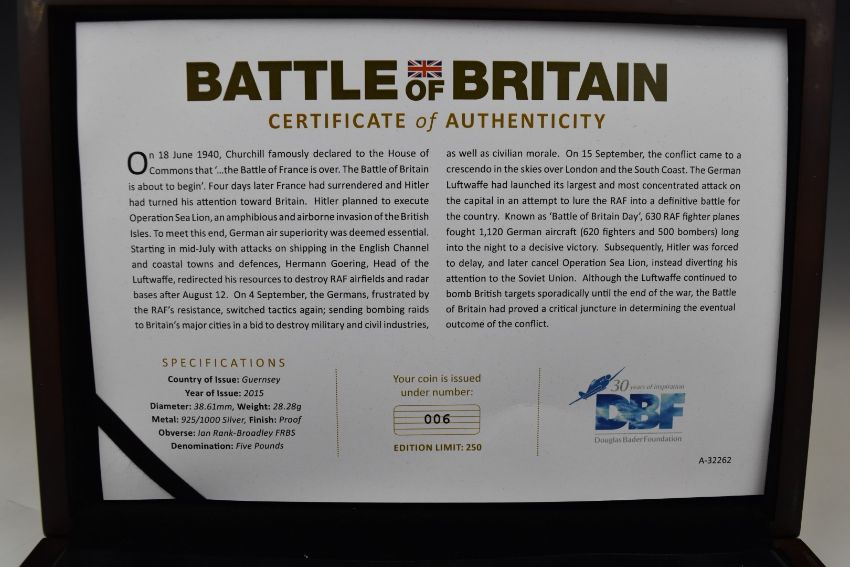 BATTLE OF BRITAIN
CERTIFICATE of AUTHENTICITY
On 18 June 1940, Churchill famously declared to the House of
Commons that '...the Battle of France is over. The Battle of Britain
is about to begin'. Four days later France had surrendered and Hitler
had turned his attention toward Britain. Hitler planned to execute
Operation Sea Lion, an amphibious and airborne invasion of the British
Isles. To meet this end, German air superiority was deemed essential.
Starting in mid-July with attacks on shipping in the English Channel
and coastal towns and defences, Hermann Goering, Head of the
Luftwaffe, redirected his resources to destroy RAF airfields and radar
bases after August 12. On 4 September, the Germans, frustrated by
the RAF's resistance, switched tactics again; sending bombing raids
to Britain's major cities in a bid to destroy military and civil industries,
as well as civilian morale. On 15 September, the conflict came to a
crescendo in the skies over London and the South Coast. The German
Luftwaffe had launched its largest and most concentrated attack on
the capital in an attempt to lure the RAF into a definitive battle for
the country. Known as 'Battle of Britain Day', 630 RAF fighter planes
fought 1,120 German aircraft (620 fighters and 500 bombers) long
into the night to a decisive victory. Subsequently, Hitler was forced
to delay, and later cancel Operation Sea Lion, instead diverting his
attention to the Soviet Union. Although the Luftwaffe continued to
bomb British targets sporadically until the end of the war, the Battle
of Britain had proved a critical juncture in determining the eventual
outcome of the conflict.
SPECIFICATIONS
Country of Issue: Guernsey
Year of Issue: 2015
Diameter: 38.61mm, Weight: 28.28g
Metal: 925/1000 Silver, Finish: Proof
Obverse: Ian Rank-Broadley FRBS
Denomination: Five Pounds
Your coin is issued
under number:
006
EDITION LIMIT: 250
30 years of inspiration
DBF
Douglas Bader Foundation
A-32262